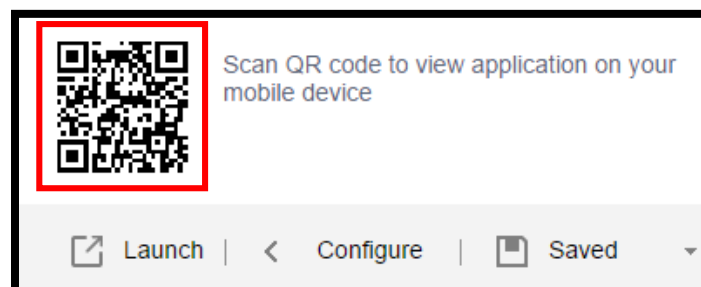 Scan QR code to view application on your
mobile device
Launch | < Configure | Saved